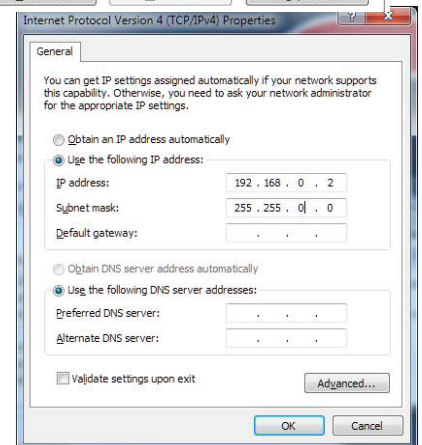 Internet Protocol Version 4 (TCP/IPv4) Properties
General
You can get IP settings assigned automatically if your network supports
this capability. Otherwise, you need to ask your network administrator
for the appropriate IP settings.
Obtain an IP address automatically
Use the following IP address:
IP address: 192 . 168 . 0 . 2
Subnet mask: 255 . 255 . 0 . 0
Default gateway: . . .
Obtain DNS server address automatically
Use the following DNS server addresses:
Preferred DNS server: . . .
Alternate DNS server: . . .
Validate settings upon exit
Advanced...
OK Cancel